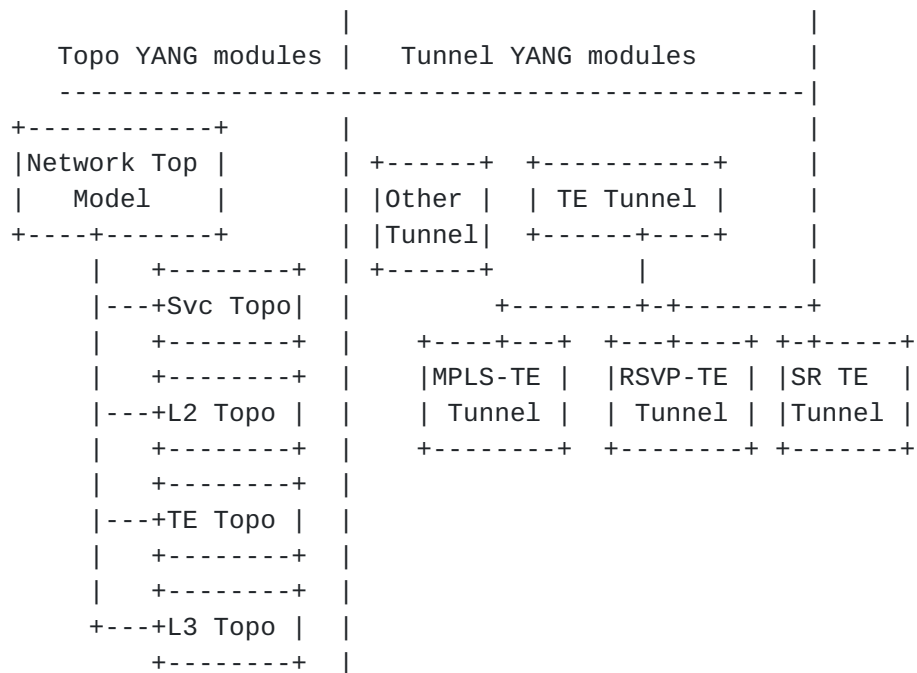 Topo YANG modules | Tunnel YANG modules |
|Network Top |
| Model |
|Other | | TE Tunnel |
|Tunnel|
|---+Svc Topo|
|---+L2 Topo |
|MPLS-TE | |RSVP-TE | |SR TE |
| Tunnel | | Tunnel | |Tunnel |
|---+TE Topo |
+---+L3 Topo |